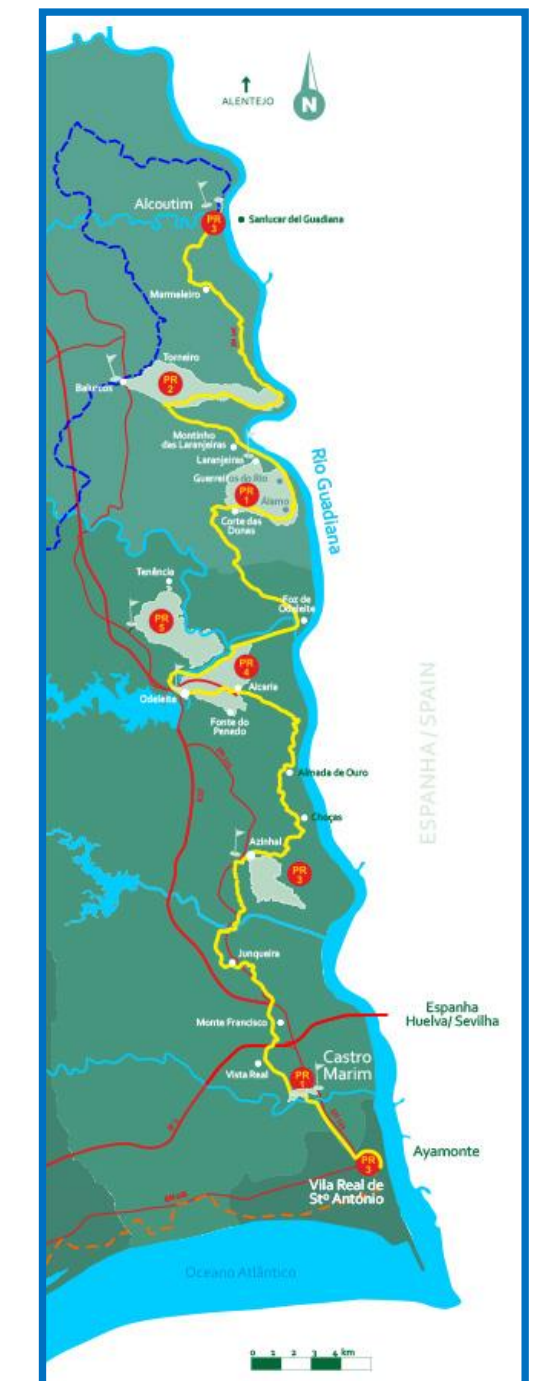 ALENTEJO
N
Alcoutim
PR
3
Sanlucar del Guadiana
Marmeleiro
Torneiro
PR
2
Balurcos
Montinho
das Laranjeiras
Laranjeiras
Guerreiros do Rio
PR
1
Álamo
Corte das
Donas
Rio Guadiana
Tenência
Foz de
Odeleite
PR
5
PR
4
Odeleite
Alcaria
Fonte do
Penedo
ESPANHA / SPAIN
Almada de Ouro
Choças
Azinhal
PR
3
Junqueira
Espanha
Huelva/ Sevilha
Monte Francisco
Castro
Marim
Vista Real
PR
1
Ayamonte
PR
3
Vila Real de
Stº António
Oceano Atlântico
0 1 2 3 4 km